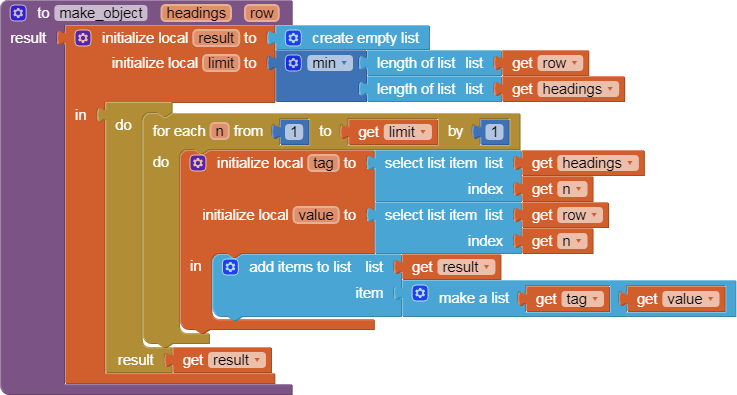 to make_object headings row
result initialize local result to create empty list
initialize local limit to min length of list list get row
length of list list get headings
in do for each n from 1 to get limit by 1
do initialize local tag to select list item list get headings
index get n
initialize local value to select list item list get row
index get n
in add items to list list get result
item make a list get tag get value
result get result